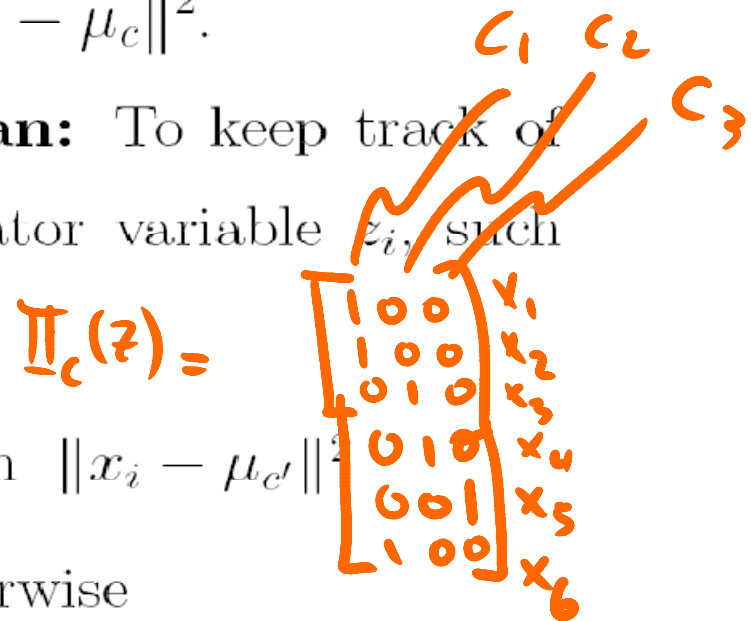 − μ_c‖².
C1 C2 C3
an: To keep track of
ator variable z_i, such
𝕀_c(z) =
1 0 0 x1
1 0 0 x2
0 1 0 x3
0 1 0 x4
n ‖x_i − μ_c'‖²
0 0 1 x5
1 0 0 x6
rwise